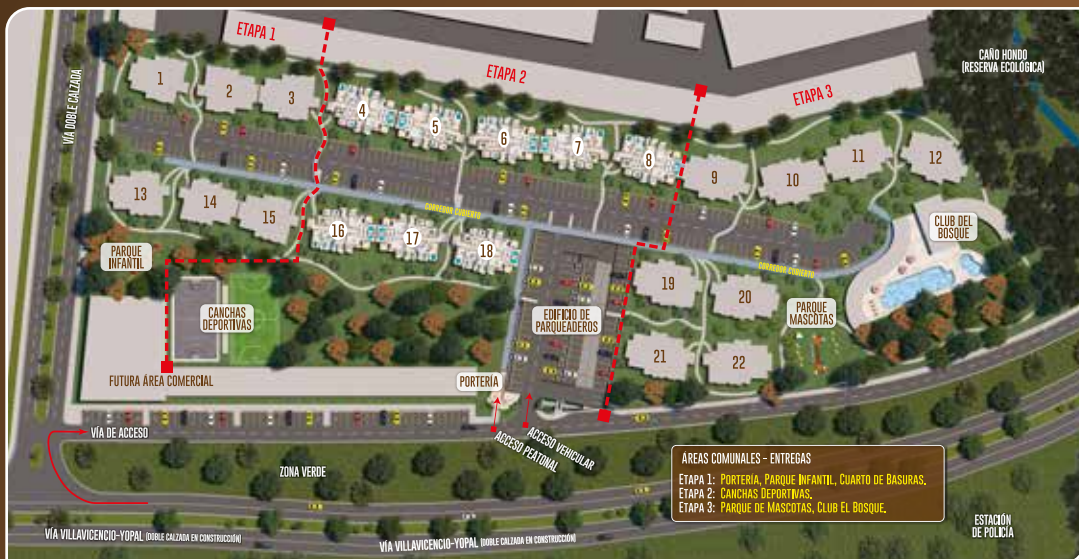 ETAPA 1
ETAPA 2
ETAPA 3
CAÑO HONDO
(RESERVA ECOLÓGICA)
VÍA DOBLE CALZADA
1
2
3
4
5
6
7
8
9
10
11
12
13
14
15
16
17
18
CORREDOR CUBIERTO
CORREDOR CUBIERTO
CLUB DEL
BOSQUE
PARQUE
INFANTIL
CANCHAS
DEPORTIVAS
EDIFICIO DE
PARQUEADEROS
19
20
21
22
PARQUE
MASCOTAS
FUTURA ÁREA COMERCIAL
PORTERÍA
VÍA DE ACCESO
ACCESO PEATONAL
ACCESO VEHICULAR
ZONA VERDE
ÁREAS COMUNALES - ENTREGAS
ETAPA 1: PORTERÍA, PARQUE INFANTIL, CUARTO DE BASURAS.
ETAPA 2: CANCHAS DEPORTIVAS.
ETAPA 3: PARQUE DE MASCOTAS, CLUB EL BOSQUE.
VÍA VILLAVICENCIO-YOPAL (DOBLE CALZADA EN CONSTRUCCIÓN)
VÍA VILLAVICENCIO-YOPAL (DOBLE CALZADA EN CONSTRUCCIÓN)
ESTACIÓN
DE POLICÍA